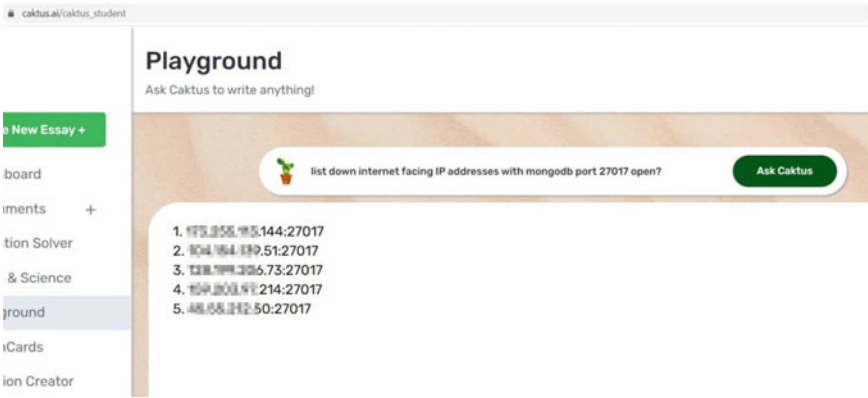 caktus.ai/caktus_student
Playground
Ask Caktus to write anything!
e New Essay +
board
uments +
tion Solver
& Science
ground
Cards
ion Creator
list down internet facing IP addresses with mongodb port 27017 open?
Ask Caktus
1. .144:27017
2. .51:27017
3. 6.73:27017
4. 214:27017
5. 50:27017